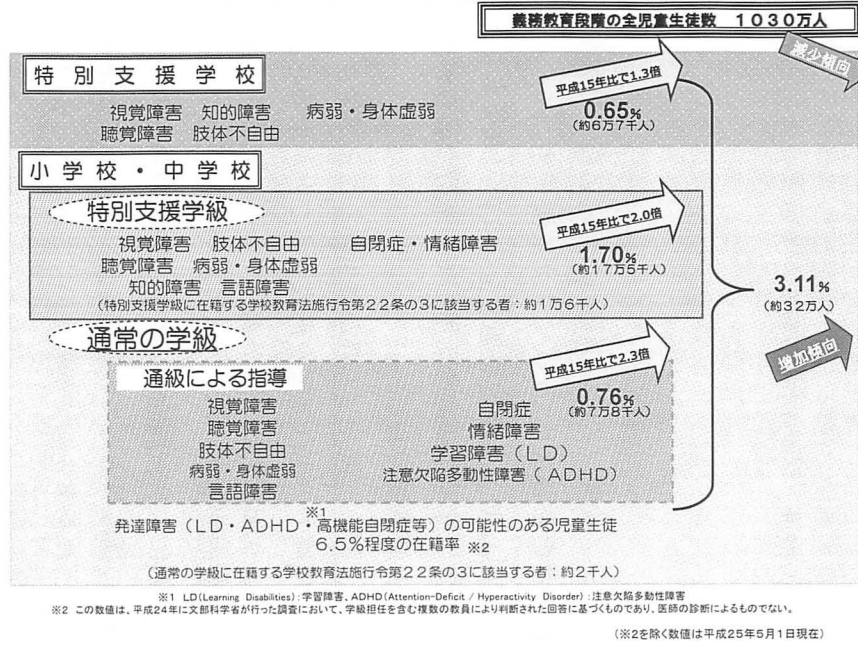 義務教育段階の全児童生徒数　１０３０万人
減少傾向
特別支援学校
平成15年比で1.3倍
視覚障害　知的障害　病弱・身体虚弱
聴覚障害　肢体不自由
0.65%
(約6万7千人)
小学校・中学校
特別支援学級
平成15年比で2.0倍
視覚障害　肢体不自由　自閉症・情緒障害
聴覚障害　病弱・身体虚弱
知的障害　言語障害
1.70%
(約17万5千人)
(特別支援学級に在籍する学校教育法施行令第２２条の３に該当する者：約１万６千人)
3.11%
(約32万人)
増加傾向
通常の学級
平成15年比で2.3倍
通級による指導
0.76%
(約7万8千人)
視覚障害
聴覚障害
肢体不自由
病弱・身体虚弱
言語障害
自閉症
情緒障害
学習障害（ＬＤ）
注意欠陥多動性障害（ＡＤＨＤ）
※1
発達障害（ＬＤ・ＡＤＨＤ・高機能自閉症等）の可能性のある児童生徒
6.5％程度の在籍率 ※2
(通常の学級に在籍する学校教育法施行令第２２条の３に該当する者：約２千人)
※1　LD(Learning Disabilities)：学習障害、ADHD(Attention-Deficit / Hyperactivity Disorder)：注意欠陥多動性障害
※2　この数値は、平成24年に文部科学省が行った調査において、学級担任を含む複数の教員により判断された回答に基づくものであり、医師の診断によるものでない。
(※2を除く数値は平成25年5月1日現在)